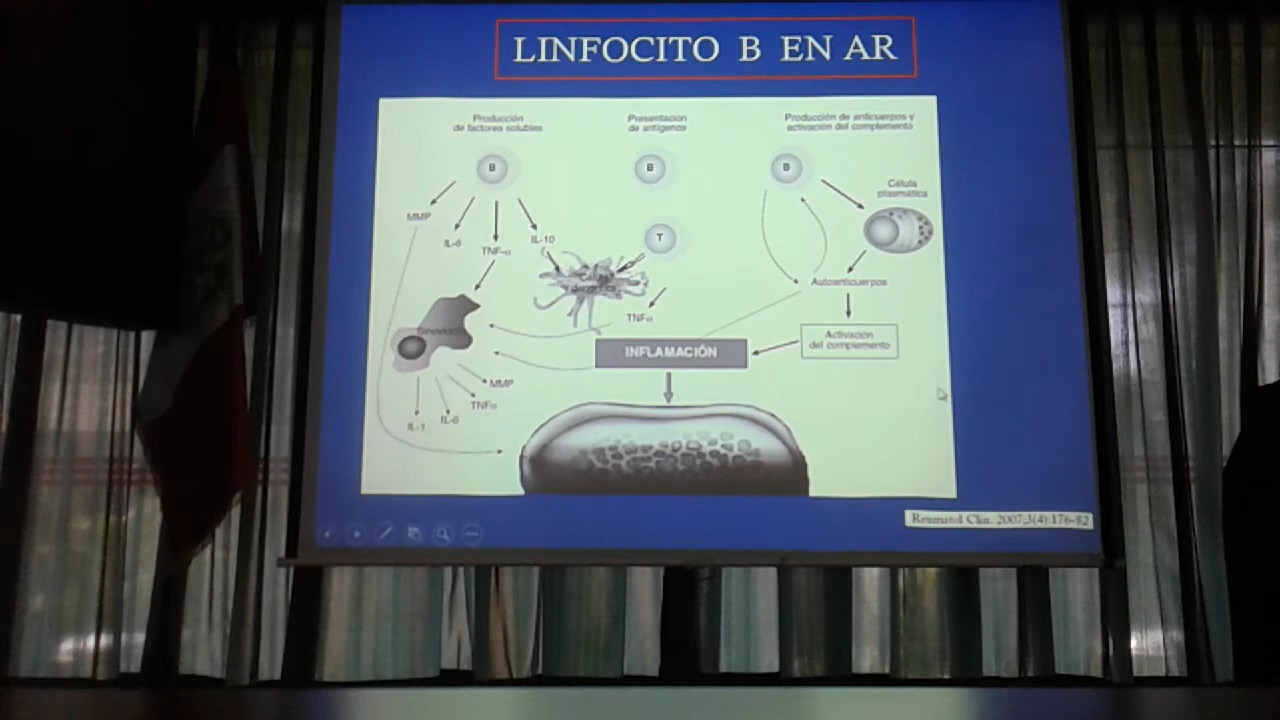 LINFOCITO B EN AR
Producción
de factores solubles
Presentación
de antígenos
Producción de anticuerpos y
activación del complemento
B
B
B
Célula
plasmática
MMP
IL-6
TNF-α
IL-10
T
Autoanticuerpos
TNFα
Activación
del complemento
INFLAMACIÓN
MMP
TNFα
IL-6
IL-1
Reumatol Clin. 2007;3(4):176-82